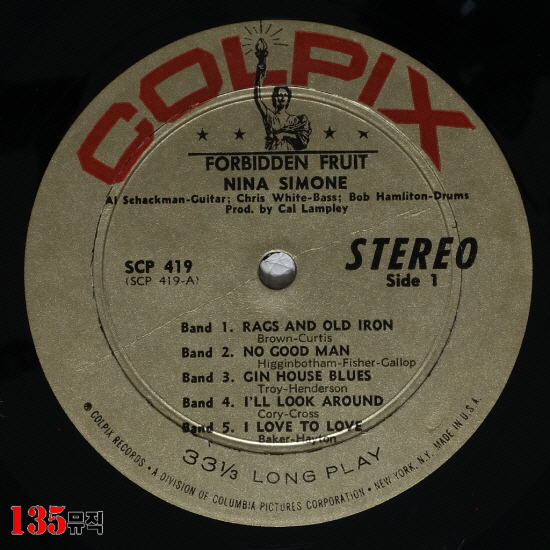 COLPIX
FORBIDDEN FRUIT
NINA SIMONE
Al Schackman-Guitar; Chris White-Bass; Bob Hamliton-Drums
Prod. by Cal Lampley
SCP 419
(SCP 419-A)
STEREO
Side 1
Band 1. RAGS AND OLD IRON
Brown-Curtis
Band 2. NO GOOD MAN
Higginbotham-Fisher-Gallop
Band 3. GIN HOUSE BLUES
Troy-Henderson
Band 4. I'LL LOOK AROUND
Cory-Cross
Band 5. I LOVE TO LOVE
Baker-Hayton
33⅓ LONG PLAY
℗ COLPIX RECORDS • A DIVISION OF COLUMBIA PICTURES CORPORATION • NEW YORK, N.Y. MADE IN U.S.A.
135뮤직